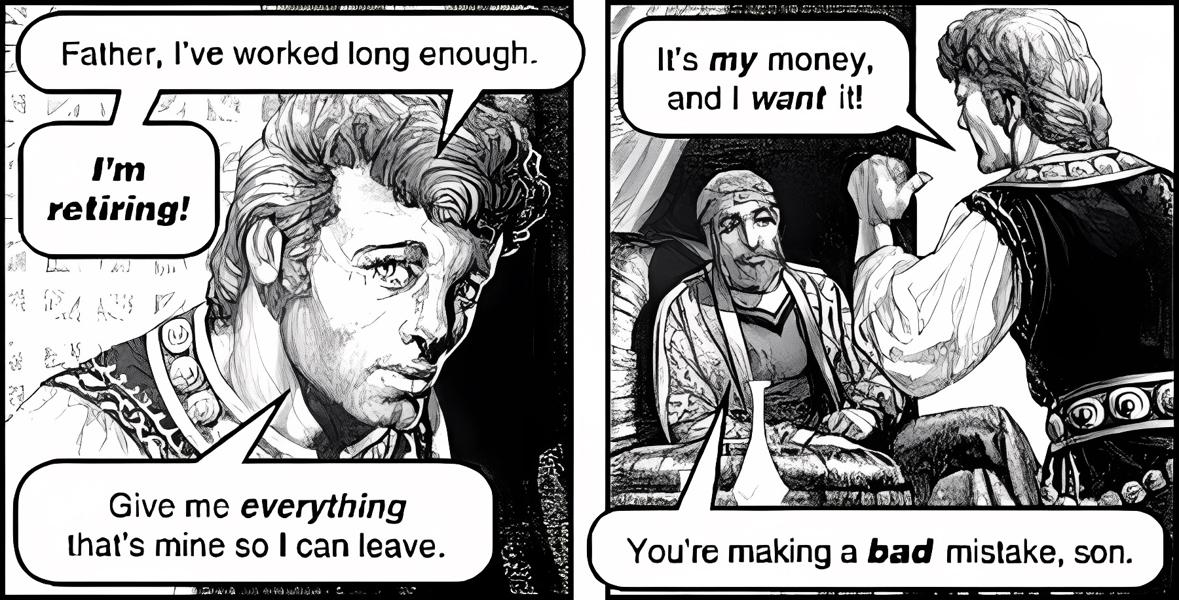 Father, I've worked long enough.
I'm
retiring!
Give me everything
that's mine so I can leave.
It's my money,
and I want it!
You're making a bad mistake, son.